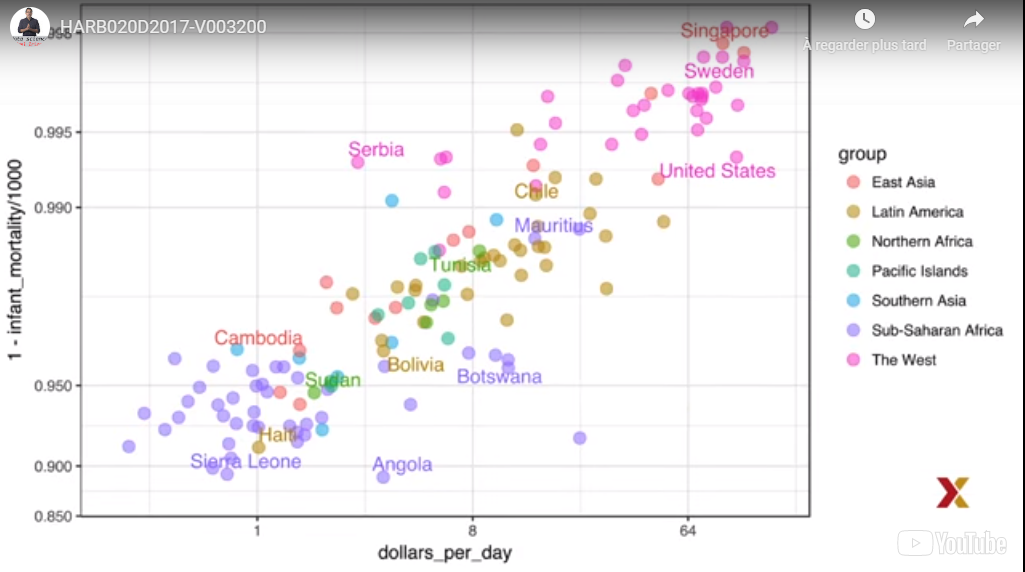 HARB020D2017-V003200
À regarder plus tard
Partager
Singapore
Sweden
0.995
Serbia
United States
0.990
Chile
Mauritius
Tunisia
Cambodia
Bolivia
Botswana
Sudan
0.950
Haiti
Sierra Leone
Angola
0.900
0.850
1 - infant_mortality/1000
1
8
64
dollars_per_day
group
East Asia
Latin America
Northern Africa
Pacific Islands
Southern Asia
Sub-Saharan Africa
The West
YouTube